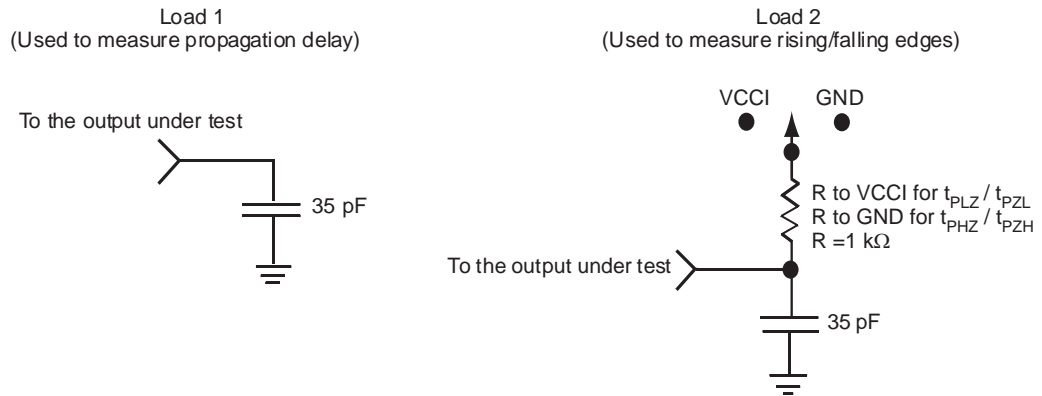 Load 1
(Used to measure propagation delay)
To the output under test
35 pF
Load 2
(Used to measure rising/falling edges)
VCCI
GND
R to VCCI for tPLZ / tPZL
R to GND for tPHZ / tPZH
R =1 kΩ
To the output under test
35 pF